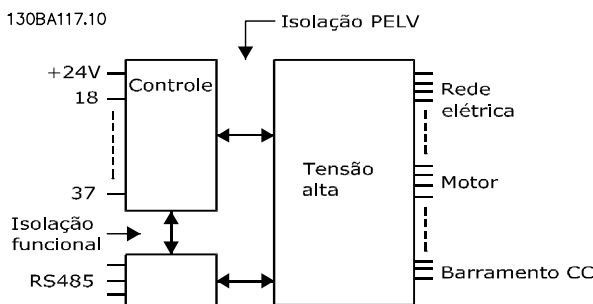 130BA117.10
Isolação PELV
+24V
Controle
18
37
Tensão
alta
Rede
elétrica
Motor
Isolação
funcional
RS485
Barramento CC